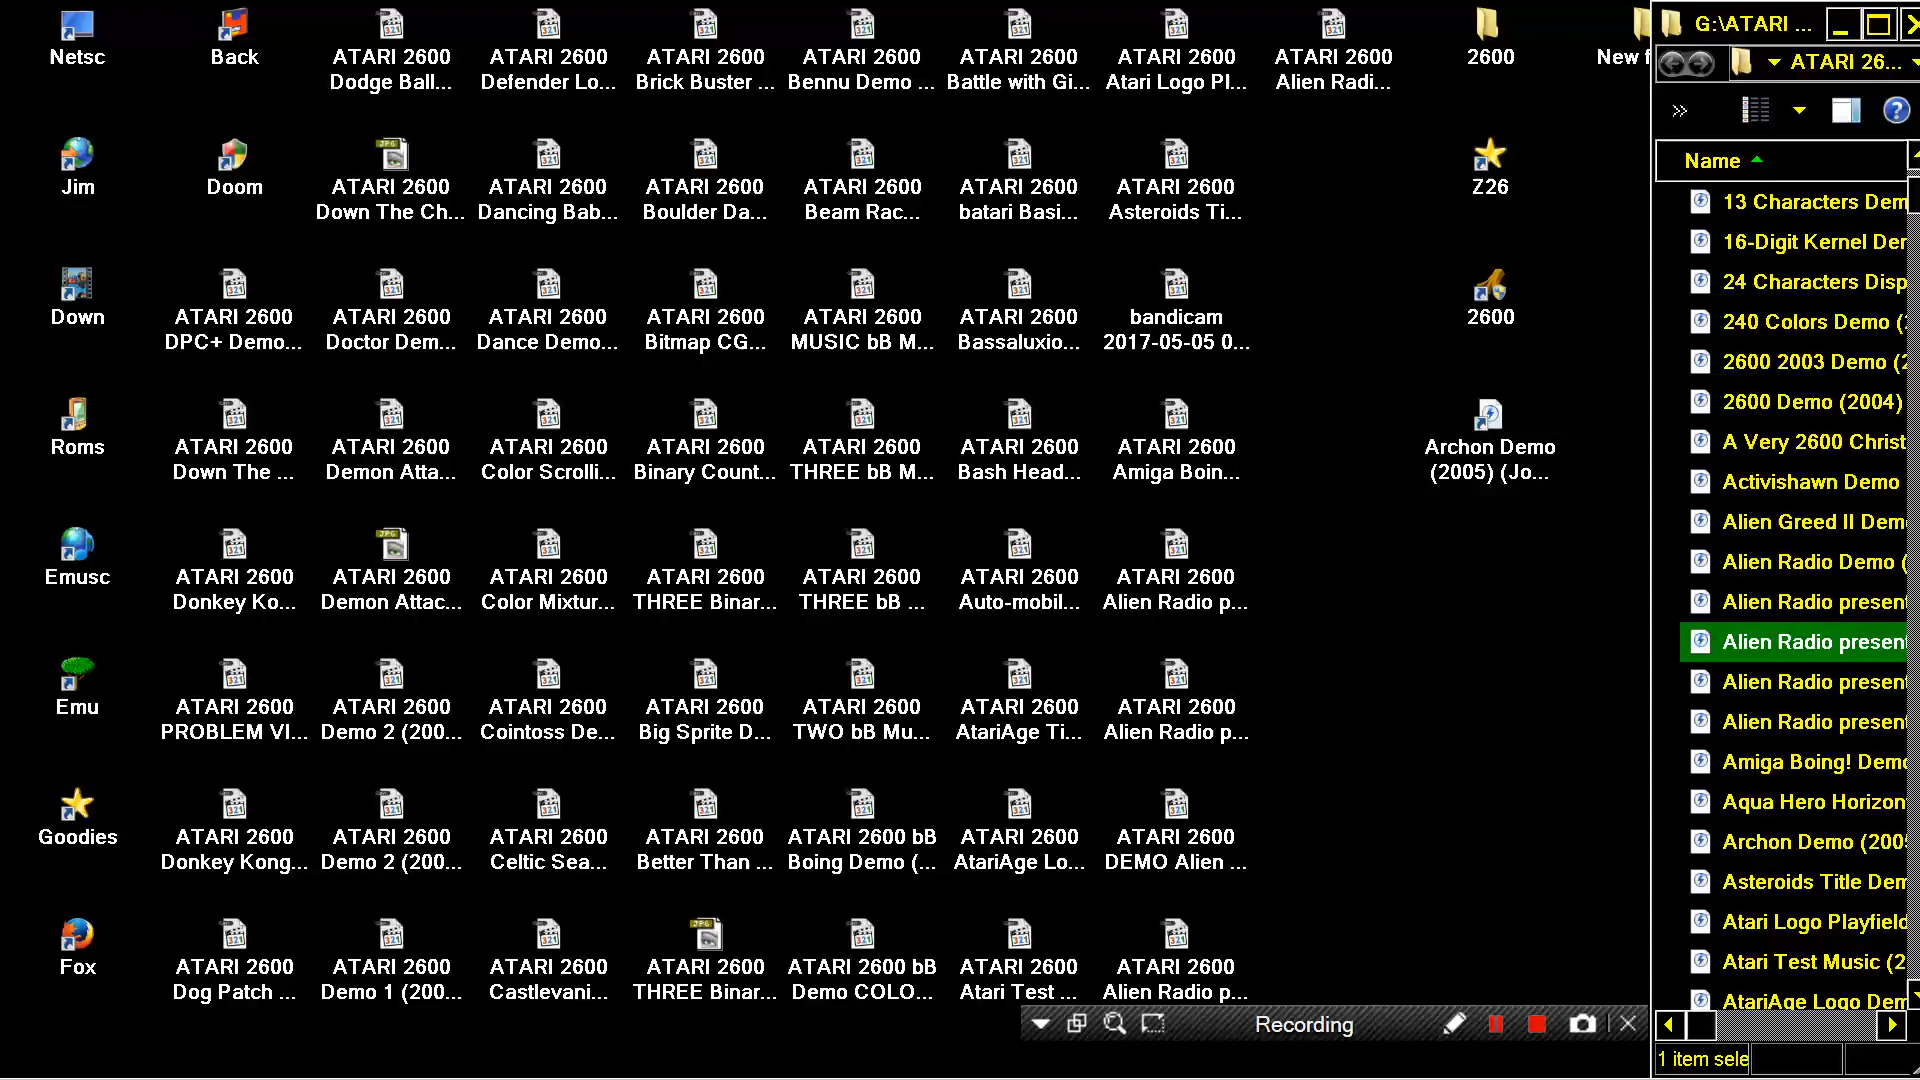 Netsc
Back
ATARI 2600
Dodge Ball...
ATARI 2600
Defender Lo...
ATARI 2600
Brick Buster ...
ATARI 2600
Bennu Demo ...
ATARI 2600
Battle with Gi...
ATARI 2600
Atari Logo Pl...
ATARI 2600
Alien Radi...
2600
New f
Jim
Doom
ATARI 2600
Down The Ch...
ATARI 2600
Dancing Bab...
ATARI 2600
Boulder Da...
ATARI 2600
Beam Rac...
ATARI 2600
batari Basi...
ATARI 2600
Asteroids Ti...
Z26
Down
ATARI 2600
DPC+ Demo...
ATARI 2600
Doctor Dem...
ATARI 2600
Dance Demo...
ATARI 2600
Bitmap CG...
ATARI 2600
MUSIC bB M...
ATARI 2600
Bassaluxio...
bandicam
2017-05-05 0...
2600
Roms
ATARI 2600
Down The ...
ATARI 2600
Demon Atta...
ATARI 2600
Color Scrolli...
ATARI 2600
Binary Count...
ATARI 2600
THREE bB M...
ATARI 2600
Bash Head...
ATARI 2600
Amiga Boin...
Archon Demo
(2005) (Jo...
Emusc
ATARI 2600
Donkey Ko...
ATARI 2600
Demon Attac...
ATARI 2600
Color Mixtur...
ATARI 2600
THREE Binar...
ATARI 2600
THREE bB ...
ATARI 2600
Auto-mobil...
ATARI 2600
Alien Radio p...
Emu
ATARI 2600
PROBLEM VI...
ATARI 2600
Demo 2 (200...
ATARI 2600
Cointoss De...
ATARI 2600
Big Sprite D...
ATARI 2600
TWO bB Mu...
ATARI 2600
AtariAge Ti...
ATARI 2600
Alien Radio p...
Goodies
ATARI 2600
Donkey Kong...
ATARI 2600
Demo 2 (200...
ATARI 2600
Celtic Sea...
ATARI 2600
Better Than ...
ATARI 2600 bB
Boing Demo (...
ATARI 2600
AtariAge Lo...
ATARI 2600
DEMO Alien ...
Fox
ATARI 2600
Dog Patch ...
ATARI 2600
Demo 1 (200...
ATARI 2600
Castlevani...
ATARI 2600
THREE Binar...
ATARI 2600 bB
Demo COLO...
ATARI 2600
Atari Test ...
ATARI 2600
Alien Radio p...
Recording
G:\ATARI ...
ATARI 26...
Name
13 Characters Dem
16-Digit Kernel Der
24 Characters Disp
240 Colors Demo (
2600 2003 Demo (2
2600 Demo (2004)
A Very 2600 Christ
Activishawn Demo
Alien Greed II Dem
Alien Radio Demo (
Alien Radio present
Alien Radio present
Alien Radio present
Alien Radio present
Amiga Boing! Demo
Aqua Hero Horizon
Archon Demo (2005
Asteroids Title Dem
Atari Logo Playfield
Atari Test Music (2
AtariAge Logo Dem
1 item sele